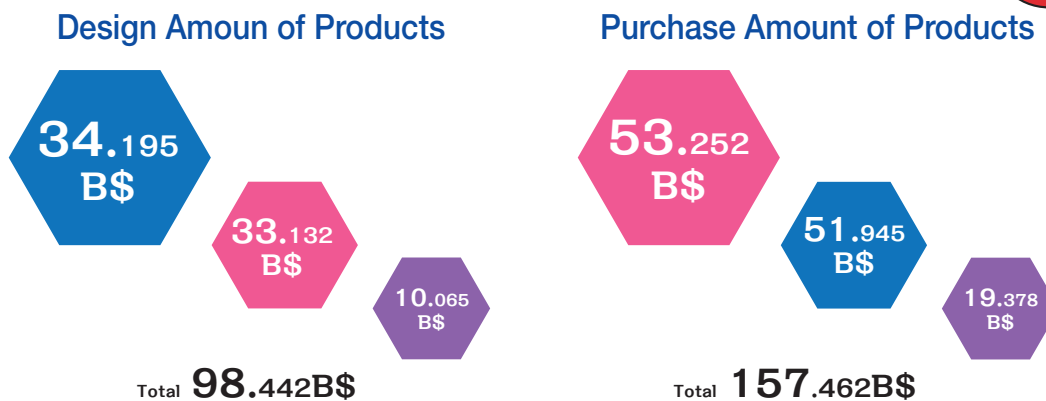 Design Amoun of Products
34.195
B$
33.132
B$
10.065
B$
Total 98.442B$
Purchase Amount of Products
53.252
B$
51.945
B$
19.378
B$
Total 157.462B$